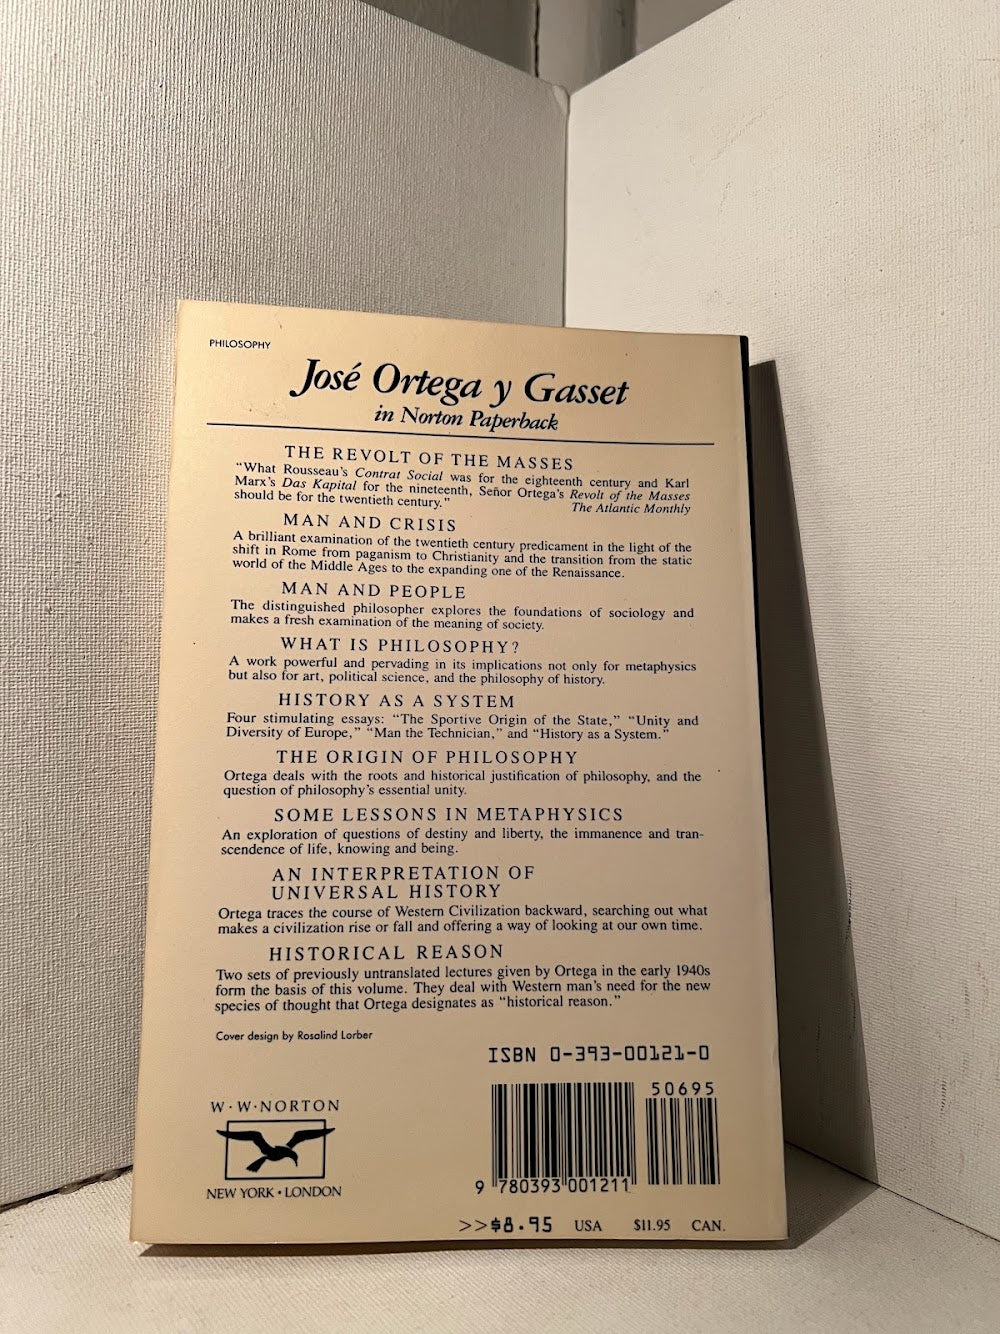 PHILOSOPHY
José Ortega y Gasset
in Norton Paperback
THE REVOLT OF THE MASSES
“What Rousseau’s Contrat Social was for the eighteenth century and Karl
Marx’s Das Kapital for the nineteenth, Señor Ortega’s Revolt of the Masses
should be for the twentieth century.” The Atlantic Monthly
MAN AND CRISIS
A brilliant examination of the twentieth century predicament in the light of the
shift in Rome from paganism to Christianity and the transition from the static
world of the Middle Ages to the expanding one of the Renaissance.
MAN AND PEOPLE
The distinguished philosopher explores the foundations of sociology and
makes a fresh examination of the meaning of society.
WHAT IS PHILOSOPHY?
A work powerful and pervading in its implications not only for metaphysics
but also for art, political science, and the philosophy of history.
HISTORY AS A SYSTEM
Four stimulating essays: “The Sportive Origin of the State,” “Unity and
Diversity of Europe,” “Man the Technician,” and “History as a System.”
THE ORIGIN OF PHILOSOPHY
Ortega deals with the roots and historical justification of philosophy, and the
question of philosophy’s essential unity.
SOME LESSONS IN METAPHYSICS
An exploration of questions of destiny and liberty, the immanence and tran-
scendence of life, knowing and being.
AN INTERPRETATION OF
UNIVERSAL HISTORY
Ortega traces the course of Western Civilization backward, searching out what
makes a civilization rise or fall and offering a way of looking at our own time.
HISTORICAL REASON
Two sets of previously untranslated lectures given by Ortega in the early 1940s
form the basis of this volume. They deal with Western man’s need for the new
species of thought that Ortega designates as “historical reason.”
Cover design by Rosalind Lorber
ISBN 0-393-00121-0
50695
W·W·NORTON
NEW YORK • LONDON
9 780393 001211
>>$8.95 USA $11.95 CAN.